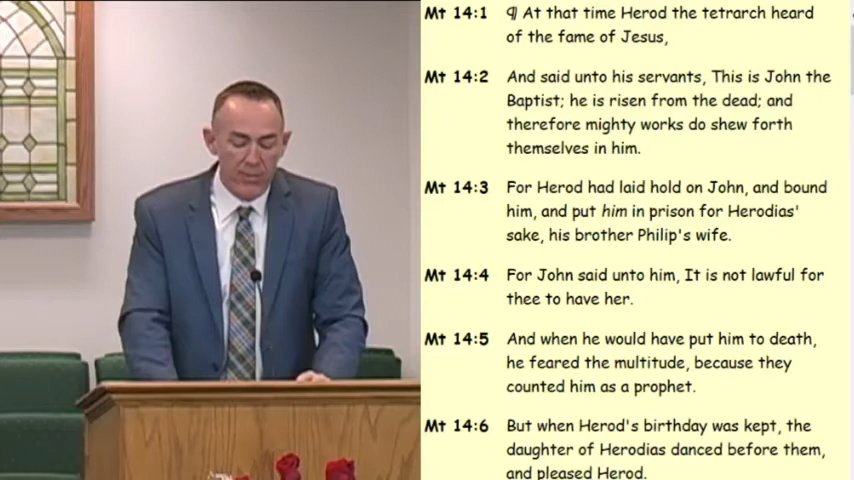 Mt 14:1 ¶ At that time Herod the tetrarch heard
of the fame of Jesus,
Mt 14:2 And said unto his servants, This is John the
Baptist; he is risen from the dead; and
therefore mighty works do shew forth
themselves in him.
Mt 14:3 For Herod had laid hold on John, and bound
him, and put him in prison for Herodias'
sake, his brother Philip's wife.
Mt 14:4 For John said unto him, It is not lawful for
thee to have her.
Mt 14:5 And when he would have put him to death,
he feared the multitude, because they
counted him as a prophet.
Mt 14:6 But when Herod's birthday was kept, the
daughter of Herodias danced before them,
and pleased Herod.